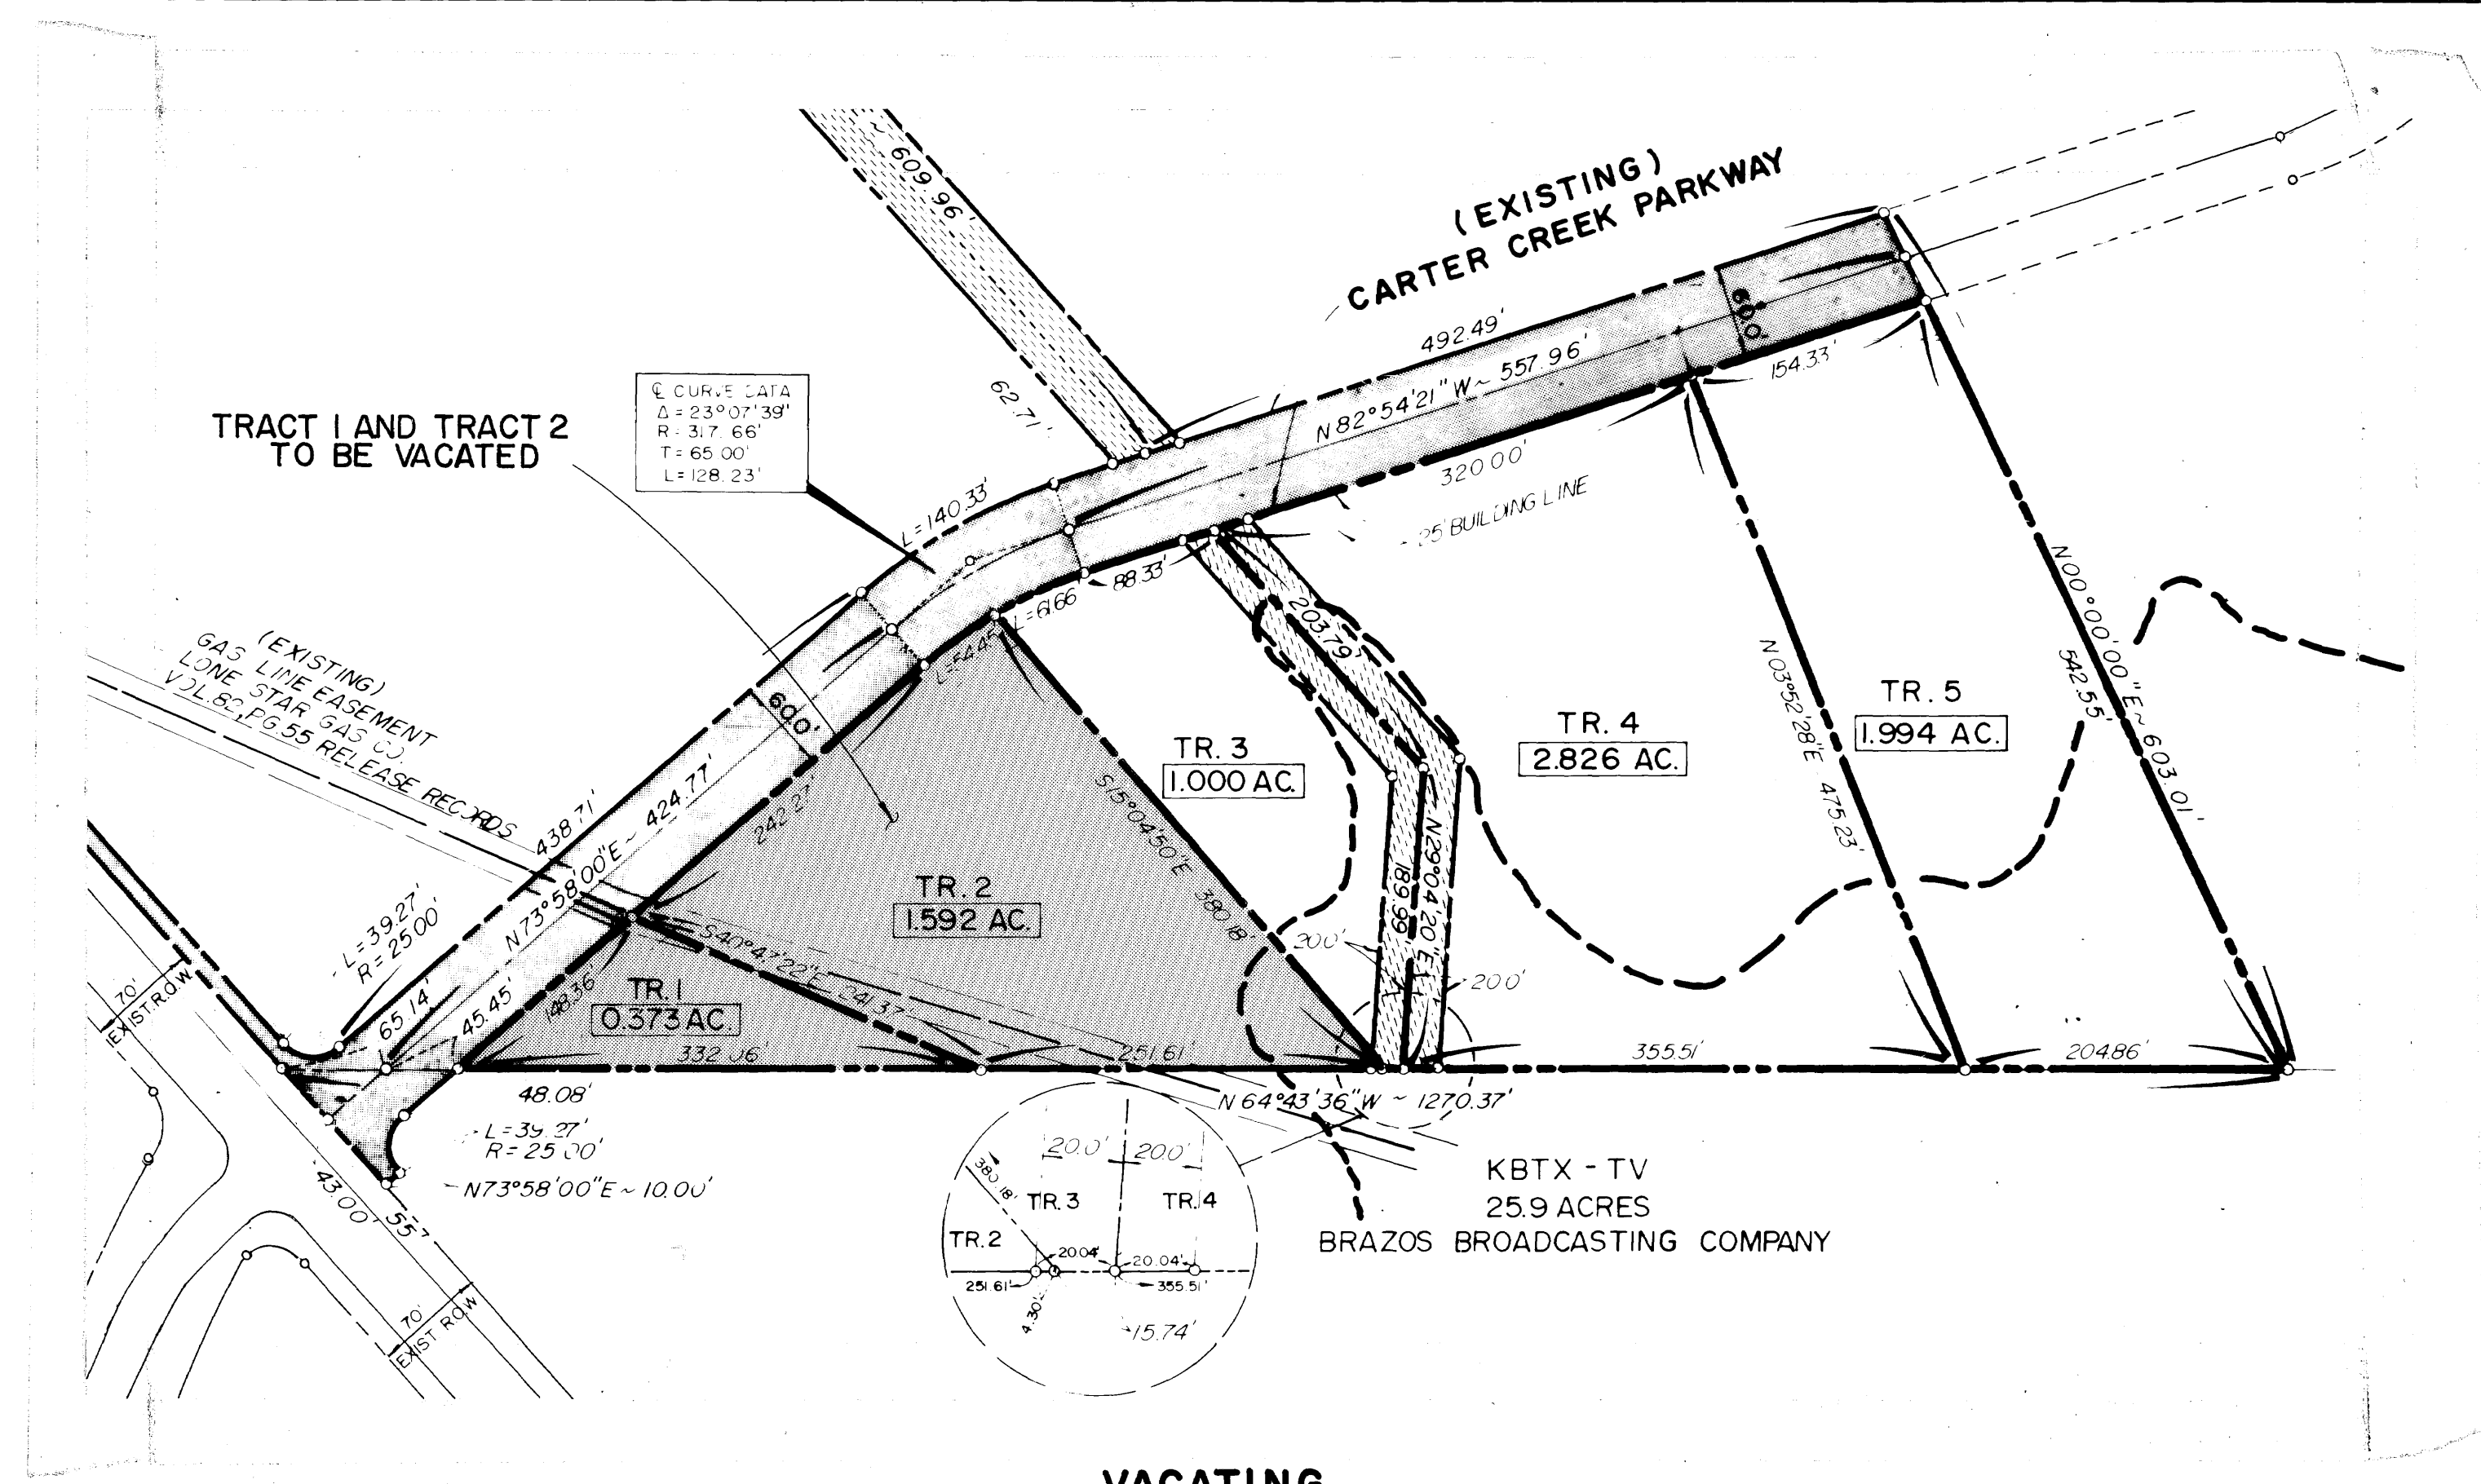 ~ 609.96'
(EXISTING)
CARTER CREEK PARKWAY
62.71'
492.49'
60.0'
N 82°54'21" W ~ 557.96'
154.33'
320.00'
25' BUILDING LINE
℄ CURVE DATA
Δ = 23°07'39"
R = 317.66'
T = 65.00'
L = 128.23'
TRACT 1 AND TRACT 2
TO BE VACATED
L = 140.33'
88.33'
L = 61.66
L = 54.45'
203.79'
(EXISTING)
GAS LINE EASEMENT
LONE STAR GAS CO.
VOL. 82, PG. 55 RELEASE RECORDS
60.0'
438.71'
N 73°58'00" E ~ 424.77'
242.27'
S 15°04'50" E 380.18'
TR. 3
1.000 AC.
TR. 4
2.826 AC.
TR. 5
1.994 AC.
N 03°52'28" E 475.23'
N 00°00'00" E ~ 603.01'
542.55'
TR. 2
1.592 AC.
S 40°47'22" E 241.37'
N 29°04'20" E
189.99'
20.0'
20.0'
L = 39.27'
R = 25.00'
70'
EXIST. R.O.W.
65.14'
45.45'
148.36'
TR. 1
0.373 AC.
332.06'
251.61'
355.51'
204.86'
48.08'
N 64°43'36" W ~ 1270.37'
L = 39.27'
R = 25.00'
N 73°58'00" E ~ 10.00'
43.00'
55'
70'
EXIST. R.O.W.
20.0'
20.0'
380.18'
TR. 3
TR. 4
TR. 2
20.04'
20.04'
251.61'
355.51'
4.30'
15.74'
KBTX - TV
25.9 ACRES
BRAZOS BROADCASTING COMPANY
VACATING